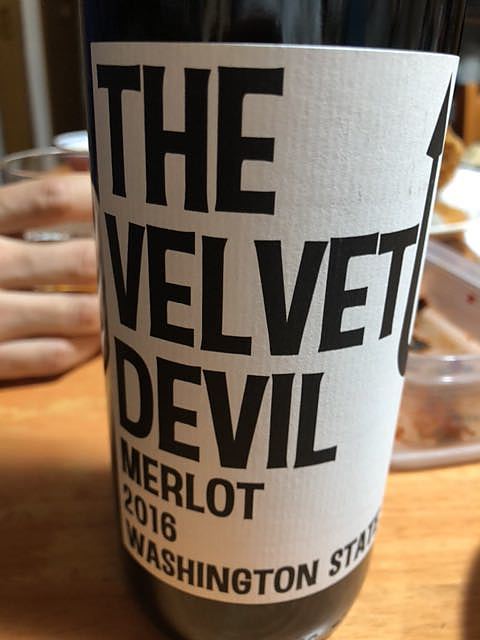 THE
VELVET
DEVIL
MERLOT
2016
WASHINGTON STATE